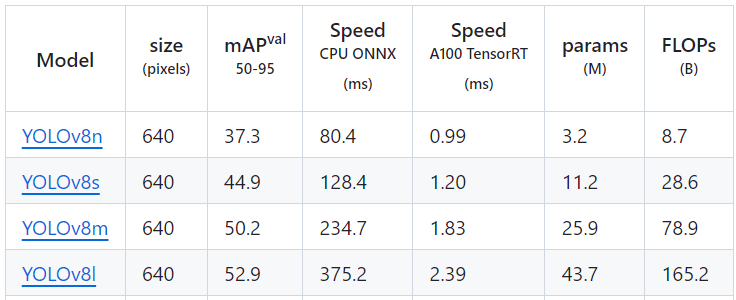 Model size (pixels) mAPval 50-95 Speed CPU ONNX (ms) Speed A100 TensorRT (ms) params (M) FLOPs (B)
YOLOv8n 640 37.3 80.4 0.99 3.2 8.7
YOLOv8s 640 44.9 128.4 1.20 11.2 28.6
YOLOv8m 640 50.2 234.7 1.83 25.9 78.9
YOLOv8l 640 52.9 375.2 2.39 43.7 165.2